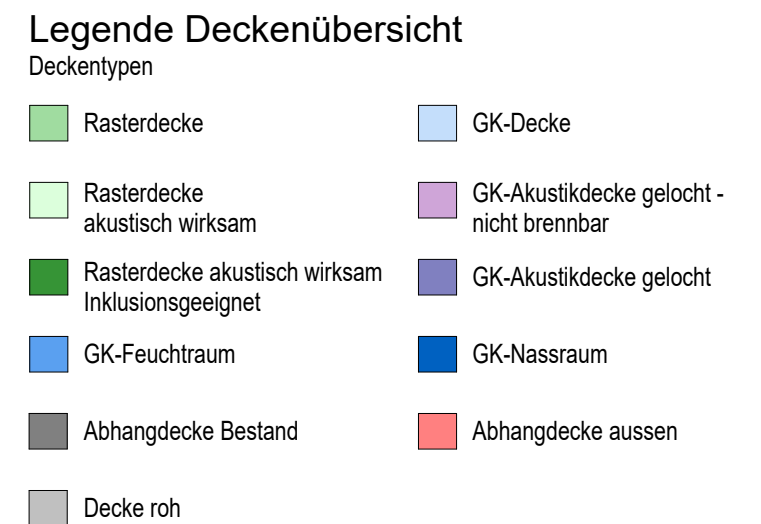 Legende Deckenübersicht
Deckentypen
Rasterdecke
GK-Decke
Rasterdecke
akustisch wirksam
GK-Akustikdecke gelocht -
nicht brennbar
Rasterdecke akustisch wirksam
Inklusionsgeeignet
GK-Akustikdecke gelocht
GK-Feuchtraum
GK-Nassraum
Abhangdecke Bestand
Abhangdecke aussen
Decke roh